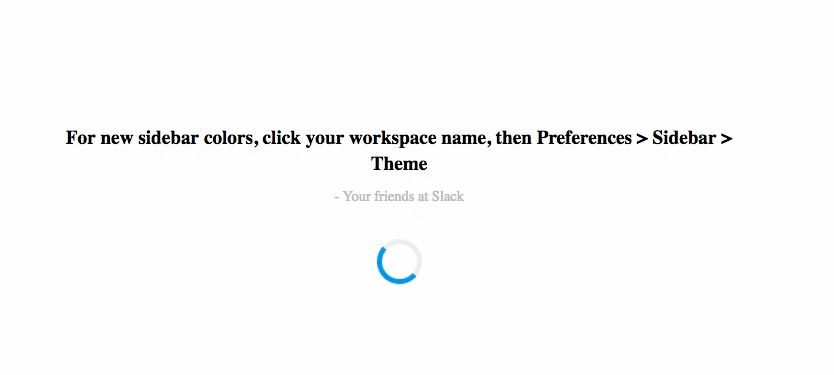 For new sidebar colors, click your workspace name, then Preferences > Sidebar >
Theme
- Your friends at Slack